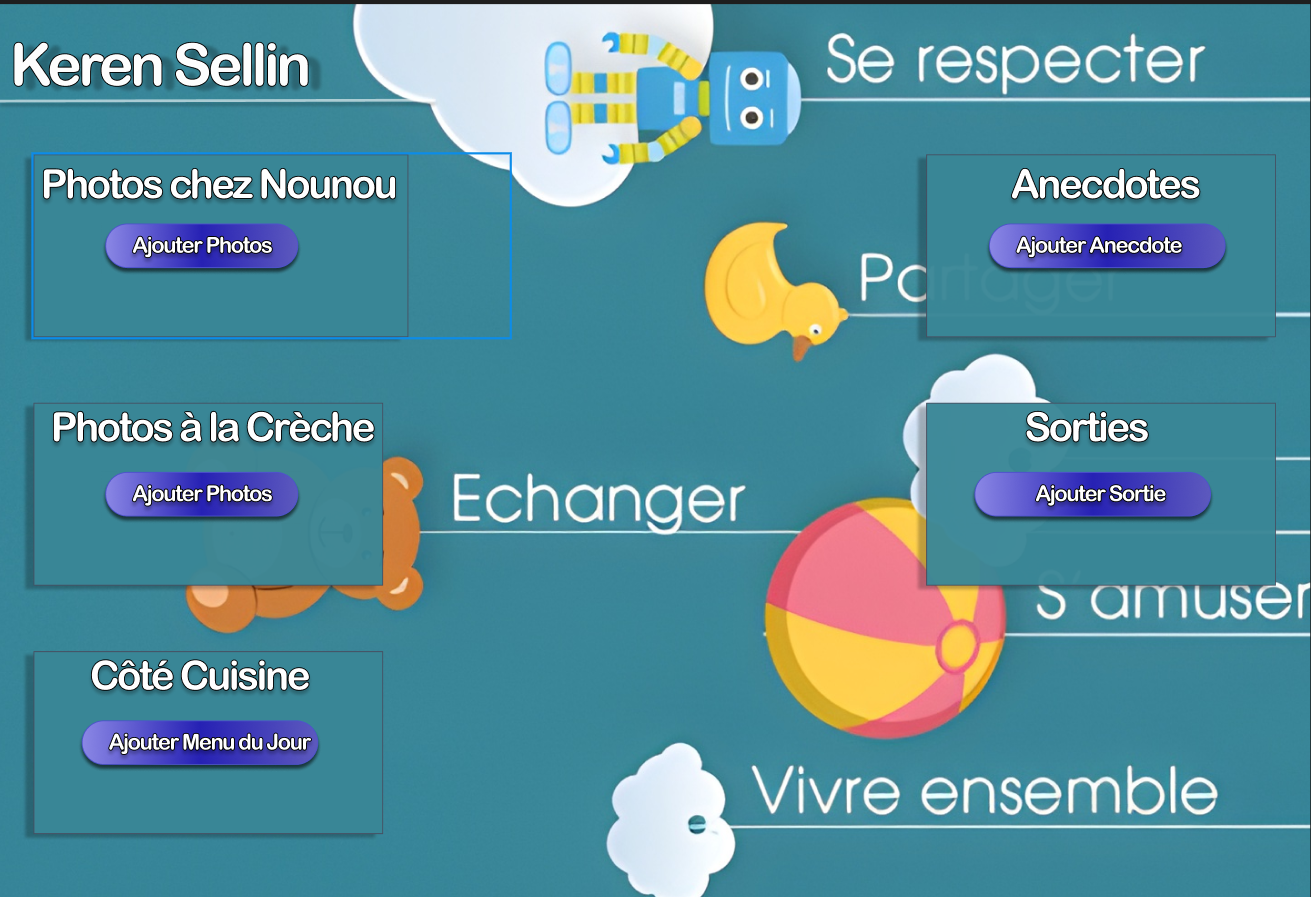 Keren Sellin
Se respecter
Photos chez Nounou
Ajouter Photos
Anecdotes
Ajouter Anecdote
Partager
Photos à la Crèche
Ajouter Photos
Echanger
Sorties
Ajouter Sortie
S' amuser
Côté Cuisine
Ajouter Menu du Jour
Vivre ensemble